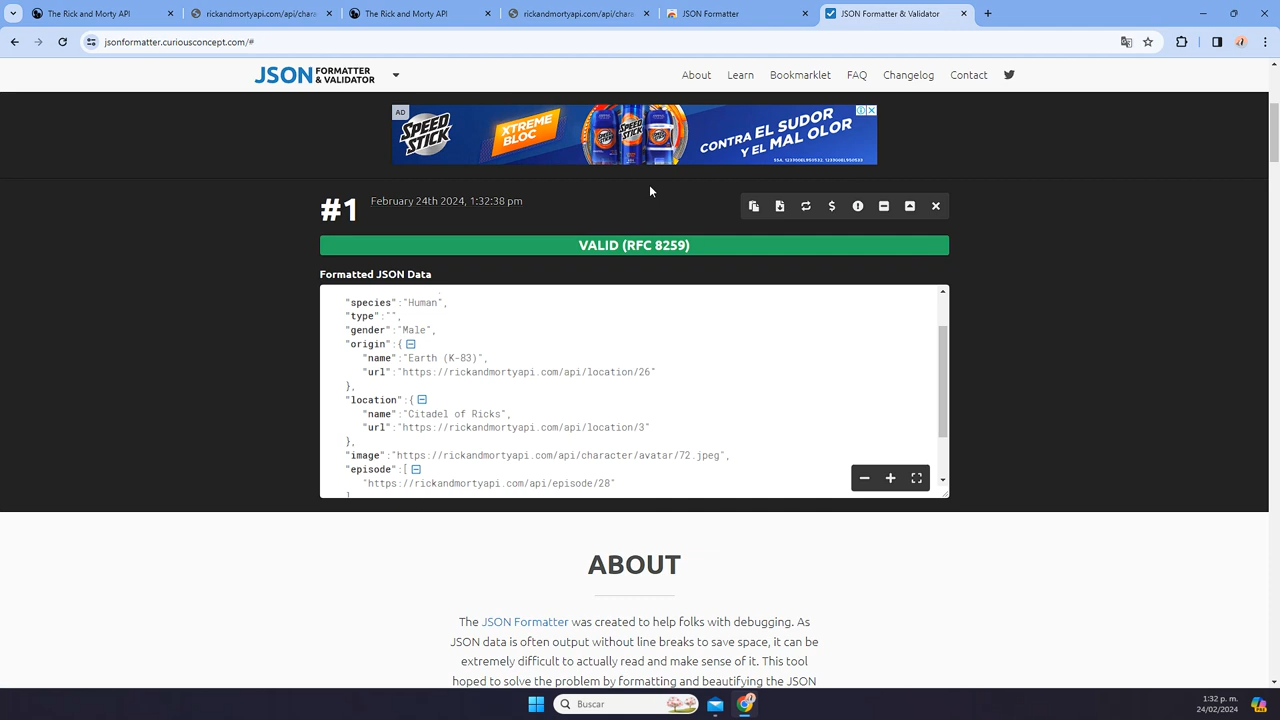 The Rick and Morty API
rickandmortyapi.com/api/chara
The Rick and Morty API
rickandmortyapi.com/api/chara
JSON Formatter
JSON Formatter & Validator
jsonformatter.curiousconcept.com/#
JSON FORMATTER & VALIDATOR
About
Learn
Bookmarklet
FAQ
Changelog
Contact
AD
SPEED STICK
XTREME BLOC
SPEED STICK
CONTRA EL SUDOR
Y EL MAL OLOR
#1
February 24th 2024, 1:32:38 pm
VALID (RFC 8259)
Formatted JSON Data
"species":"Human",
"type":"",
"gender":"Male",
"origin":{
"name":"Earth (K-83)",
"url":"https://rickandmortyapi.com/api/location/26"
},
"location":{
"name":"Citadel of Ricks",
"url":"https://rickandmortyapi.com/api/location/3"
},
"image":"https://rickandmortyapi.com/api/character/avatar/72.jpeg",
"episode":[
"https://rickandmortyapi.com/api/episode/28"
]
ABOUT
The JSON Formatter was created to help folks with debugging. As
JSON data is often output without line breaks to save space, it can be
extremely difficult to actually read and make sense of it. This tool
hoped to solve the problem by formatting and beautifying the JSON
Buscar
1:32 p. m.
24/02/2024